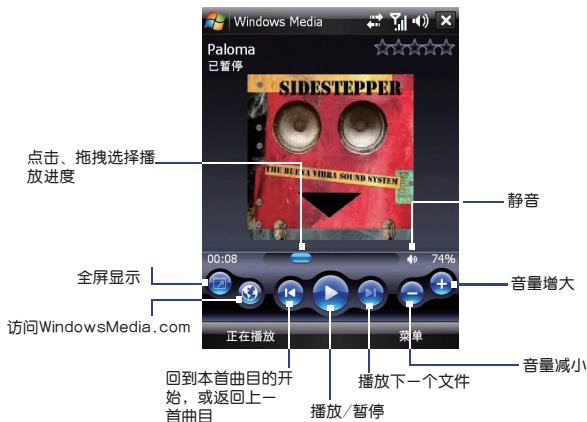 Windows Media
Paloma
已暂停
SIDESTEPPER
THE BUENA VIBRA SOUND SYSTEM
点击、拖拽选择播
放进度
静音
00:08
74%
全屏显示
音量增大
访问WindowsMedia.com
正在播放
菜单
音量减小
回到本首曲目的开
始，或返回上一
首曲目
播放/暂停
播放下一个文件